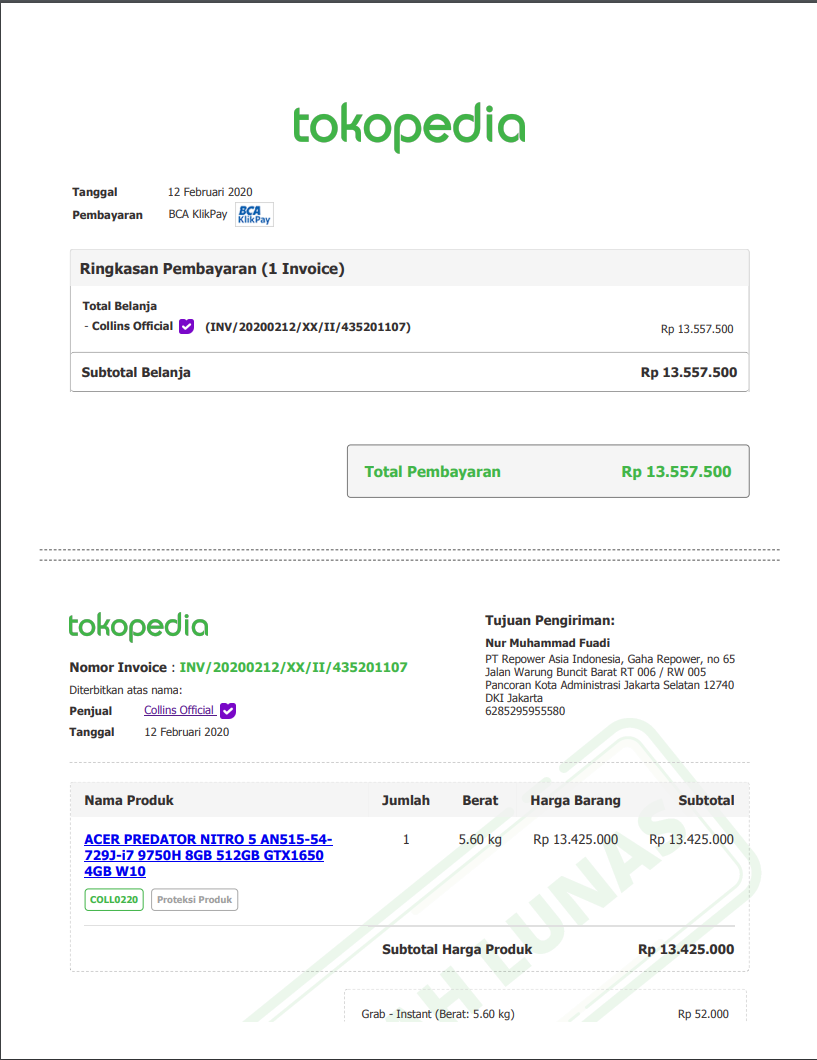 tokopedia
Tanggal 12 Februari 2020
Pembayaran BCA KlikPay BCA KlikPay
Ringkasan Pembayaran (1 Invoice)
Total Belanja
- Collins Official (INV/20200212/XX/II/435201107) Rp 13.557.500
Subtotal Belanja Rp 13.557.500
Total Pembayaran Rp 13.557.500
tokopedia
Nomor Invoice : INV/20200212/XX/II/435201107
Diterbitkan atas nama:
Penjual Collins Official
Tanggal 12 Februari 2020
Tujuan Pengiriman:
Nur Muhammad Fuadi
PT Repower Asia Indonesia, Gaha Repower, no 65
Jalan Warung Buncit Barat RT 006 / RW 005
Pancoran Kota Administrasi Jakarta Selatan 12740
DKI Jakarta
6285295955580
Nama Produk Jumlah Berat Harga Barang Subtotal
ACER PREDATOR NITRO 5 AN515-54- 1 5.60 kg Rp 13.425.000 Rp 13.425.000
729J-i7 9750H 8GB 512GB GTX1650
4GB W10
COLL0220 Proteksi Produk
Subtotal Harga Produk Rp 13.425.000
Grab - Instant (Berat: 5.60 kg) Rp 52.000
H LUNAS